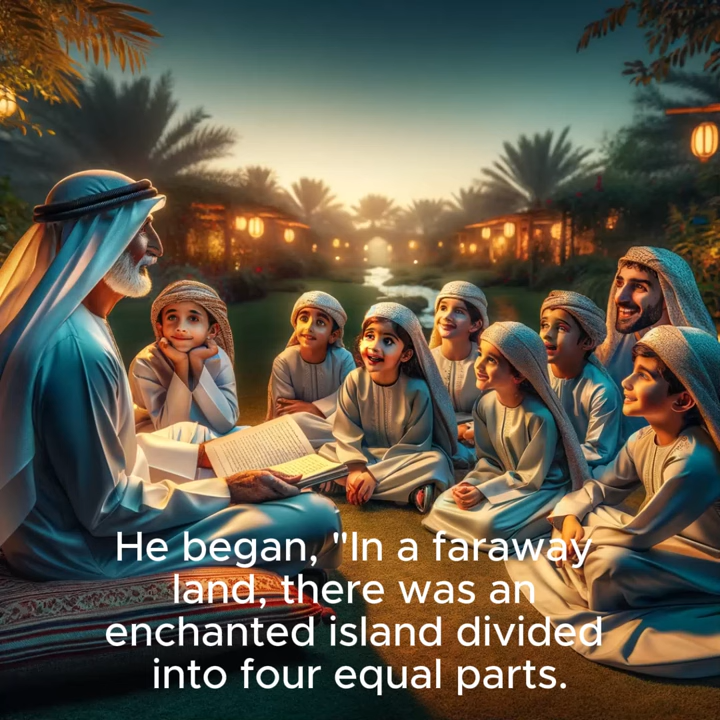 He began, "In a faraway
land, there was an
enchanted island divided
into four equal parts.